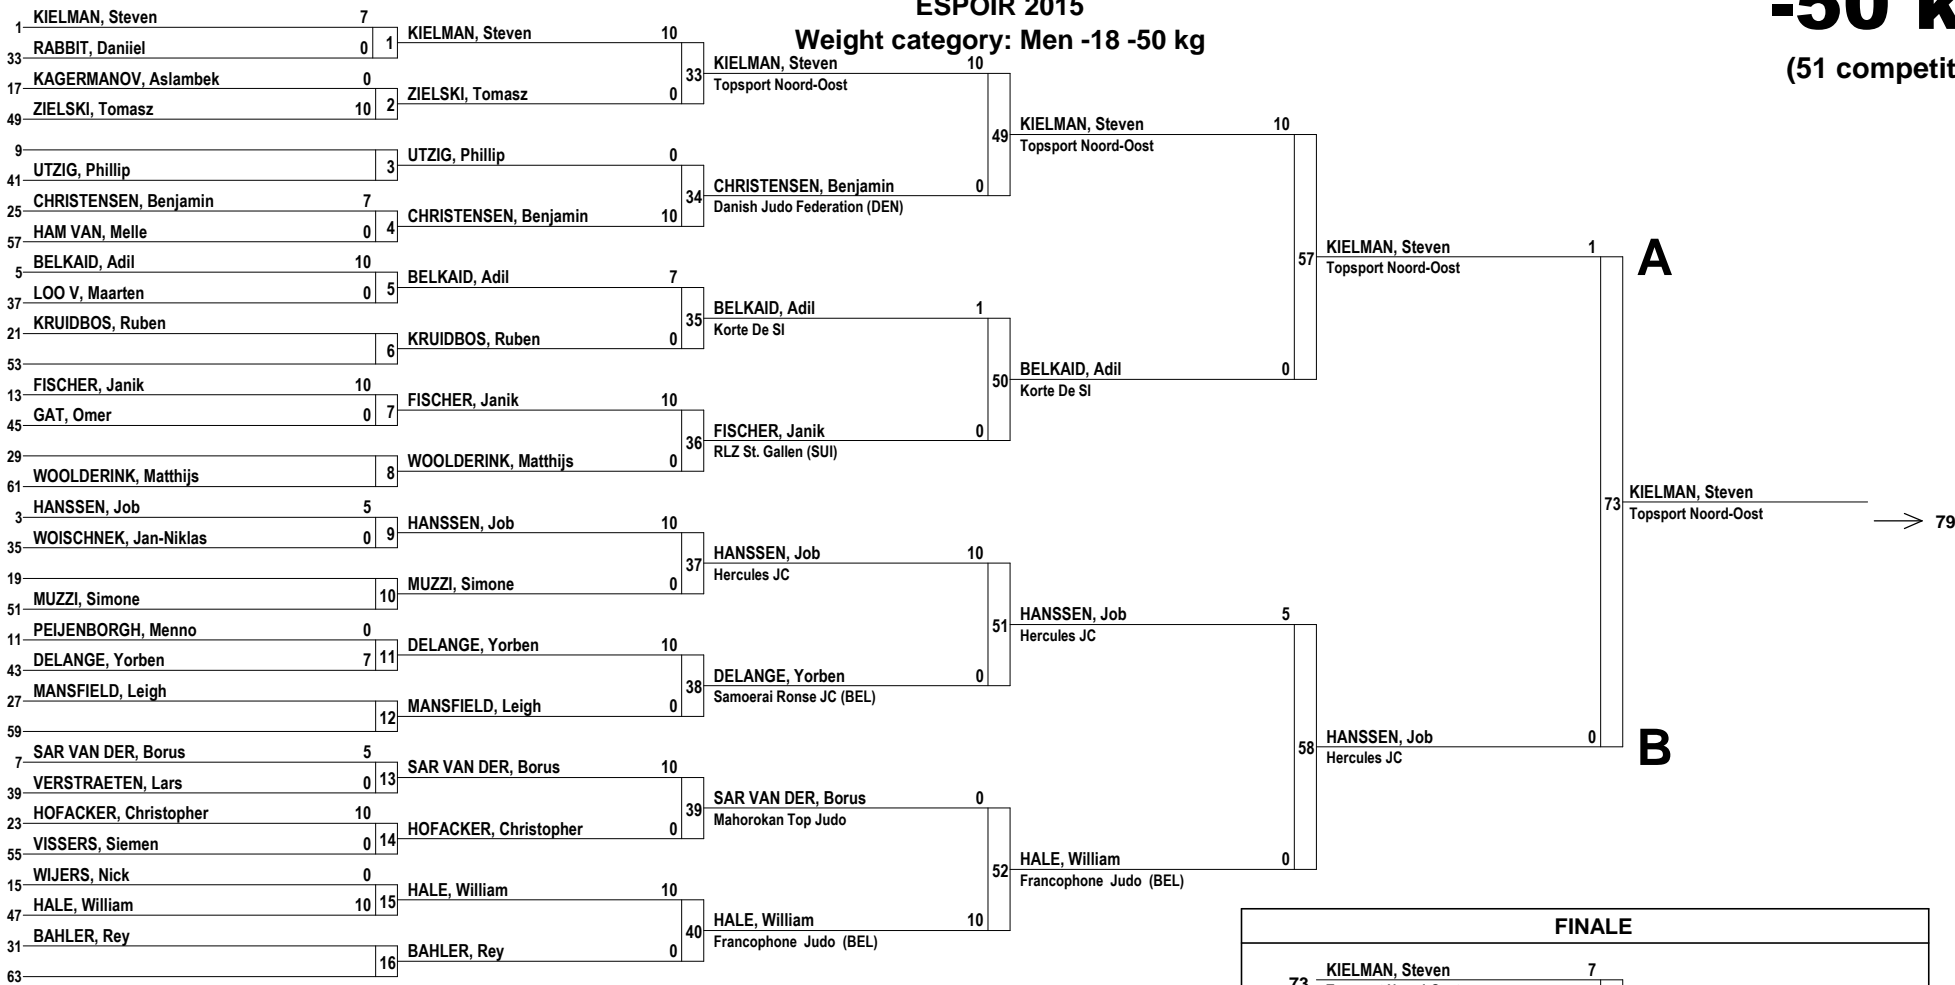 ESPOIR 2015
Weight category: Men -18 -50 kg
-50 k
(51 competit
1 KIELMAN, Steven 7
33 RABBIT, Daniiel 0
1
17 KAGERMANOV, Aslambek 0
49 ZIELSKI, Tomasz 10
2
9
41 UTZIG, Phillip
3
25 CHRISTENSEN, Benjamin 7
57 HAM VAN, Melle 0
4
5 BELKAID, Adil 10
37 LOO V, Maarten 0
5
21 KRUIDBOS, Ruben
53
6
13 FISCHER, Janik 10
45 GAT, Omer 0
7
29
61 WOOLDERINK, Matthijs
8
3 HANSSEN, Job 5
35 WOISCHNEK, Jan-Niklas 0
9
19
51 MUZZI, Simone
10
11 PEIJENBORGH, Menno 0
43 DELANGE, Yorben 7
11
27 MANSFIELD, Leigh
59
12
7 SAR VAN DER, Borus 5
39 VERSTRAETEN, Lars 0
13
23 HOFACKER, Christopher 10
55 VISSERS, Siemen 0
14
15 WIJERS, Nick 0
47 HALE, William 10
15
31 BAHLER, Rey
63
16
KIELMAN, Steven 10
ZIELSKI, Tomasz 0
33
UTZIG, Phillip 0
CHRISTENSEN, Benjamin 10
34
BELKAID, Adil 7
KRUIDBOS, Ruben 0
35
FISCHER, Janik 10
WOOLDERINK, Matthijs 0
36
HANSSEN, Job 10
MUZZI, Simone 0
37
DELANGE, Yorben 10
MANSFIELD, Leigh 0
38
SAR VAN DER, Borus 10
HOFACKER, Christopher 0
39
HALE, William 10
BAHLER, Rey 0
40
KIELMAN, Steven 10
Topsport Noord-Oost
CHRISTENSEN, Benjamin 0
Danish Judo Federation (DEN)
49
BELKAID, Adil 1
Korte De SI
FISCHER, Janik 0
RLZ St. Gallen (SUI)
50
HANSSEN, Job 10
Hercules JC
DELANGE, Yorben 0
Samoerai Ronse JC (BEL)
51
SAR VAN DER, Borus 0
Mahorokan Top Judo
HALE, William 10
Francophone Judo (BEL)
52
KIELMAN, Steven 10
Topsport Noord-Oost
BELKAID, Adil 0
Korte De SI
57
HANSSEN, Job 5
Hercules JC
HALE, William 0
Francophone Judo (BEL)
58
KIELMAN, Steven 1
Topsport Noord-Oost
A
HANSSEN, Job 0
Hercules JC
B
73
KIELMAN, Steven
Topsport Noord-Oost
79
FINALE
73 KIELMAN, Steven 7